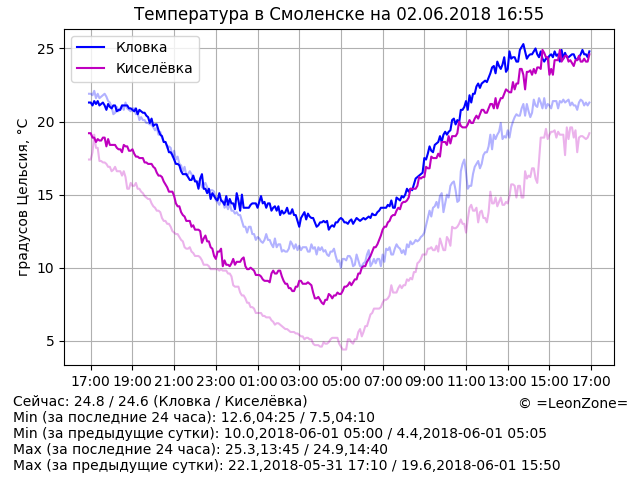 Температура в Смоленске на 02.06.2018 16:55
Кловка
Киселёвка
градусов Цельсия, °C
25
20
15
10
5
17:00 19:00 21:00 23:00 01:00 03:00 05:00 07:00 09:00 11:00 13:00 15:00 17:00
Сейчас: 24.8 / 24.6 (Кловка / Киселёвка)
© =LeonZone=
Min (за последние 24 часа): 12.6,04:25 / 7.5,04:10
Min (за предыдущие сутки): 10.0,2018-06-01 05:00 / 4.4,2018-06-01 05:05
Max (за последние 24 часа): 25.3,13:45 / 24.9,14:40
Max (за предыдущие сутки): 22.1,2018-05-31 17:10 / 19.6,2018-06-01 15:50